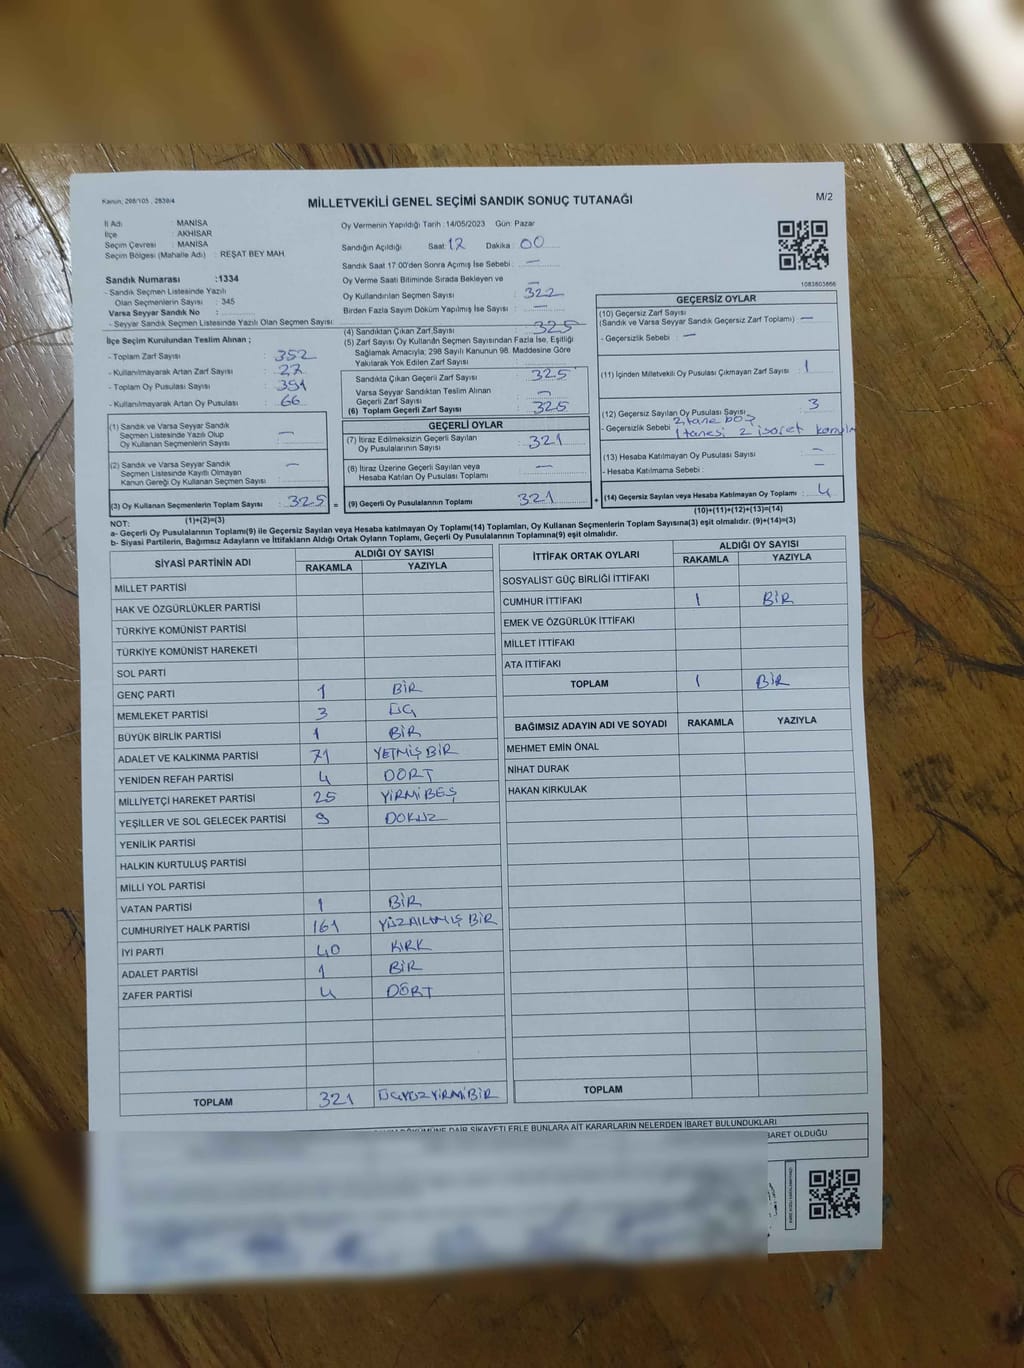 Kanun, 298/105 , 2839/4
MİLLETVEKİLİ GENEL SEÇİMİ SANDIK SONUÇ TUTANAĞI
M/2
İl Adı : MANİSA
İlçe : AKHİSAR
Seçim Çevresi : MANİSA
Seçim Bölgesi (Mahalle Adı) : REŞAT BEY MAH.
Sandık Numarası :1334
- Sandık Seçmen Listesinde Yazılı
Olan Seçmenlerin Sayısı : 345
Varsa Seyyar Sandık No :
- Seyyar Sandık Seçmen Listesinde Yazılı Olan Seçmen Sayısı:
İlçe Seçim Kurulundan Teslim Alınan ;
- Toplam Zarf Sayısı : 352
- Kullanılmayarak Artan Zarf Sayısı : 27
- Toplam Oy Pusulası Sayısı : 391
- Kullanılmayarak Artan Oy Pusulası : 66
(1) Sandık ve Varsa Seyyar Sandık
Seçmen Listesinde Yazılı Olup
Oy Kullanan Seçmenlerin Sayısı : —
(2) Sandık ve Varsa Seyyar Sandık
Seçmen Listesinde Kayıtlı Olmayan
Kanun Gereği Oy Kullanan Seçmen Sayısı : —
(3) Oy Kullanan Seçmenlerin Toplam Sayısı : 325 =
(1)+(2)=(3)
Oy Vermenin Yapıldığı Tarih : 14/05/2023 Gün: Pazar
Sandığın Açıldığı Saat: 12 Dakika : 00
Sandık Saat 17:00'den Sonra Açılmış İse Sebebi : —
Oy Verme Saati Bitiminde Sırada Bekleyen ve —
Oy Kullandırılan Seçmen Sayısı : 322
Birden Fazla Sayım Döküm Yapılmış İse Sayısı : —
(4) Sandıktan Çıkan Zarf Sayısı : 325
(5) Zarf Sayısı Oy Kullanan Seçmen Sayısından Fazla İse, Eşitliği
Sağlamak Amacıyla; 298 Sayılı Kanunun 98. Maddesine Göre
Yakılarak Yok Edilen Zarf Sayısı :
Sandıkta Çıkan Geçerli Zarf Sayısı : 325
Varsa Seyyar Sandıktan Teslim Alınan
Geçerli Zarf Sayısı : —
(6) Toplam Geçerli Zarf Sayısı : 325
GEÇERLİ OYLAR
(7) İtiraz Edilmeksizin Geçerli Sayılan
Oy Pusulalarının Sayısı : 321
(8) İtiraz Üzerine Geçerli Sayılan veya
Hesaba Katılan Oy Pusulaları Toplamı : —
(9) Geçerli Oy Pusulalarının Toplamı : 321 +
1083803866
GEÇERSİZ OYLAR
(10) Geçersiz Zarf Sayısı
(Sandık ve Varsa Seyyar Sandık Geçersiz Zarf Toplamı) : —
- Geçersizlik Sebebi : —
(11) İçinden Milletvekili Oy Pusulası Çıkmayan Zarf Sayısı : 1
(12) Geçersiz Sayılan Oy Pusulası Sayısı : 3
- Geçersizlik Sebebi : 2 tane boş
1 tanesi 2 işaret
(13) Hesaba Katılmayan Oy Pusulası Sayısı : —
- Hesaba Katılmama Sebebi : —
(14) Geçersiz Sayılan veya Hesaba Katılmayan Oy Toplamı : 4
(10)+(11)+(12)+(13)=(14)
NOT:
a- Geçerli Oy Pusulalarının Toplamı(9) ile Geçersiz Sayılan veya Hesaba katılmayan Oy Toplamı(14) Toplamları, Oy Kullanan Seçmenlerin Toplam Sayısına(3) eşit olmalıdır. (9)+(14)=(3)
b- Siyasi Partilerin, Bağımsız Adayların ve İttifakların Aldığı Ortak Oyların Toplamı, Geçerli Oy Pusulalarının Toplamına(9) eşit olmalıdır.
SİYASİ PARTİNİN ADI ALDIĞI OY SAYISI
RAKAMLA YAZIYLA
MİLLET PARTİSİ
HAK VE ÖZGÜRLÜKLER PARTİSİ
TÜRKİYE KOMÜNİST PARTİSİ
TÜRKİYE KOMÜNİST HAREKETİ
SOL PARTİ
GENÇ PARTİ 1 BİR
MEMLEKET PARTİSİ 3 ÜÇ
BÜYÜK BİRLİK PARTİSİ 1 BİR
ADALET VE KALKINMA PARTİSİ 71 YETMİŞ BİR
YENİDEN REFAH PARTİSİ 4 DÖRT
MİLLİYETÇİ HAREKET PARTİSİ 25 YİRMİ BEŞ
YEŞİLLER VE SOL GELECEK PARTİSİ 9 DOKUZ
YENİLİK PARTİSİ
HALKIN KURTULUŞ PARTİSİ
MİLLİ YOL PARTİSİ
VATAN PARTİSİ 1 BİR
CUMHURİYET HALK PARTİSİ 161 YÜZALTMIŞ BİR
İYİ PARTİ 40 KIRK
ADALET PARTİSİ 1 BİR
ZAFER PARTİSİ 4 DÖRT
TOPLAM 321 ÜÇYÜZYİRMİBİR
İTTİFAK ORTAK OYLARI ALDIĞI OY SAYISI
RAKAMLA YAZIYLA
SOSYALİST GÜÇ BİRLİĞİ İTTİFAKI
CUMHUR İTTİFAKI 1 BİR
EMEK VE ÖZGÜRLÜK İTTİFAKI
MİLLET İTTİFAKI
ATA İTTİFAKI
TOPLAM 1 BİR
BAĞIMSIZ ADAYIN ADI VE SOYADI RAKAMLA YAZIYLA
MEHMET EMİN ÖNAL
NİHAT DURAK
HAKAN KIRKULAK
TOPLAM
DÖKÜMÜNE DAİR ŞİKAYETLERLE BUNLARA AİT KARARLARIN NELERDEN İBARET BULUNDUKLARI
OLDUĞU